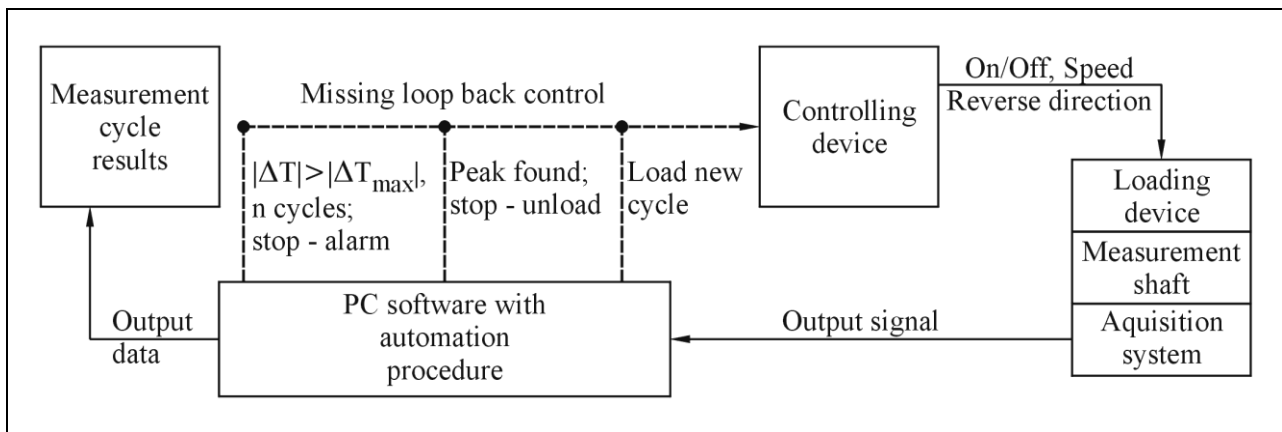 Measurement
cycle
results
Missing loop back control
|ΔT|>|ΔTmax|,
n cycles;
stop - alarm
Peak found;
stop - unload
Load new
cycle
Controlling
device
On/Off, Speed
Reverse direction
Loading
device
Measurement
shaft
Aquisition
system
Output signal
PC software with
automation
procedure
Output
data